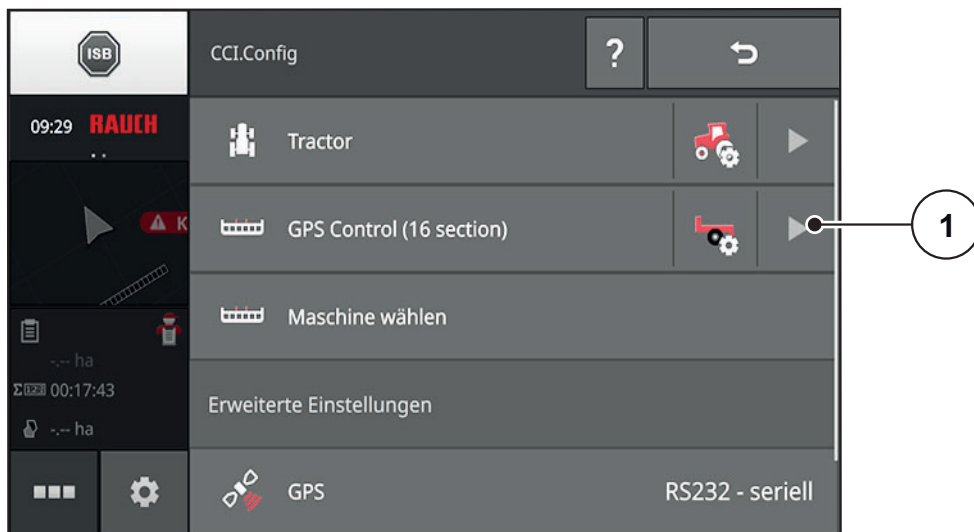 ISB
CCI.Config
?
09:29 RAUCH
K
Tractor
GPS Control (16 section)
1
Maschine wählen
-.-- ha
Σ 123 00:17:43
-.-- ha
Erweiterte Einstellungen
GPS
RS232 - seriell